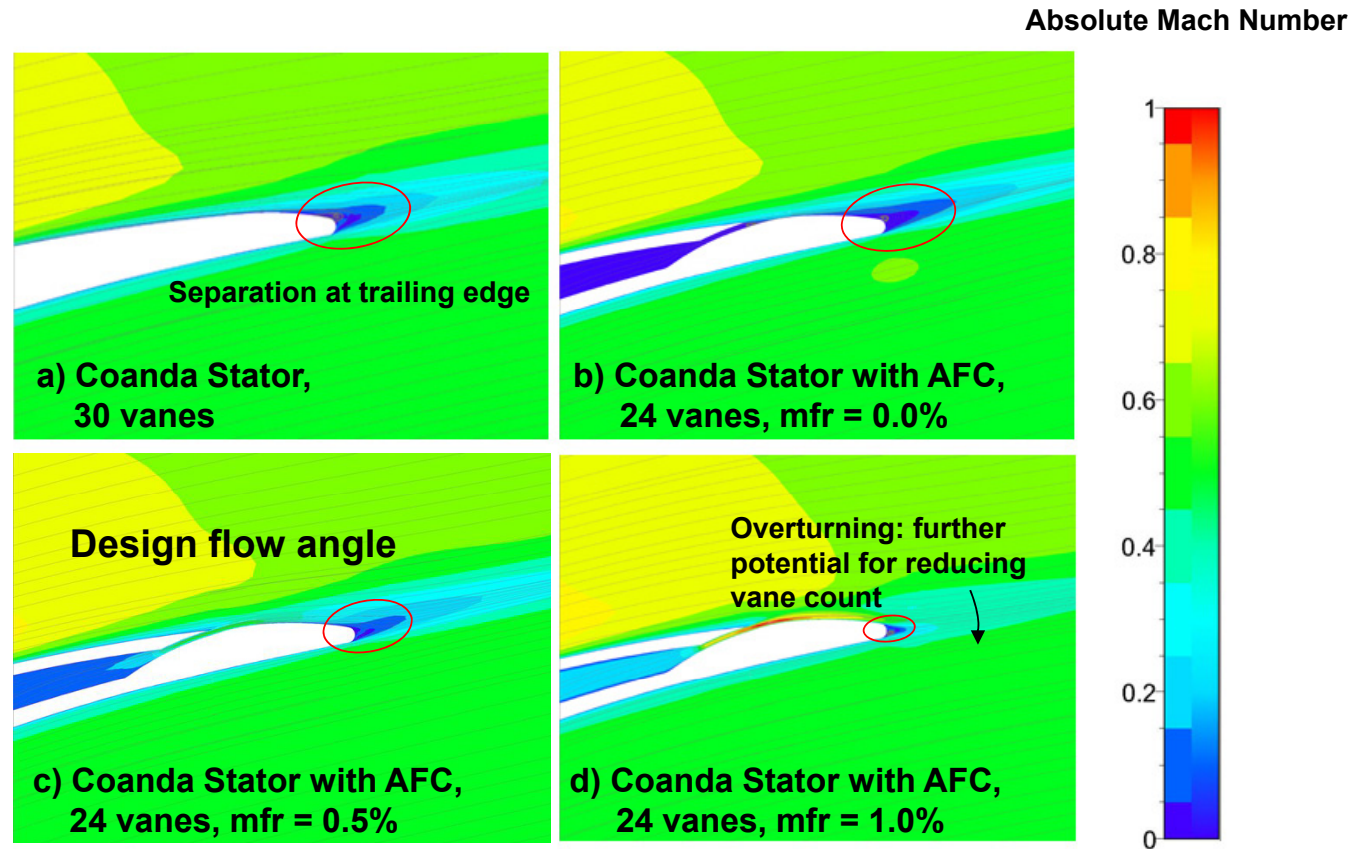 Absolute Mach Number
Separation at trailing edge
a) Coanda Stator,
30 vanes
b) Coanda Stator with AFC,
24 vanes, mfr = 0.0%
Design flow angle
c) Coanda Stator with AFC,
24 vanes, mfr = 0.5%
Overturning: further
potential for reducing
vane count
d) Coanda Stator with AFC,
24 vanes, mfr = 1.0%
1
0.8
0.6
0.4
0.2
0